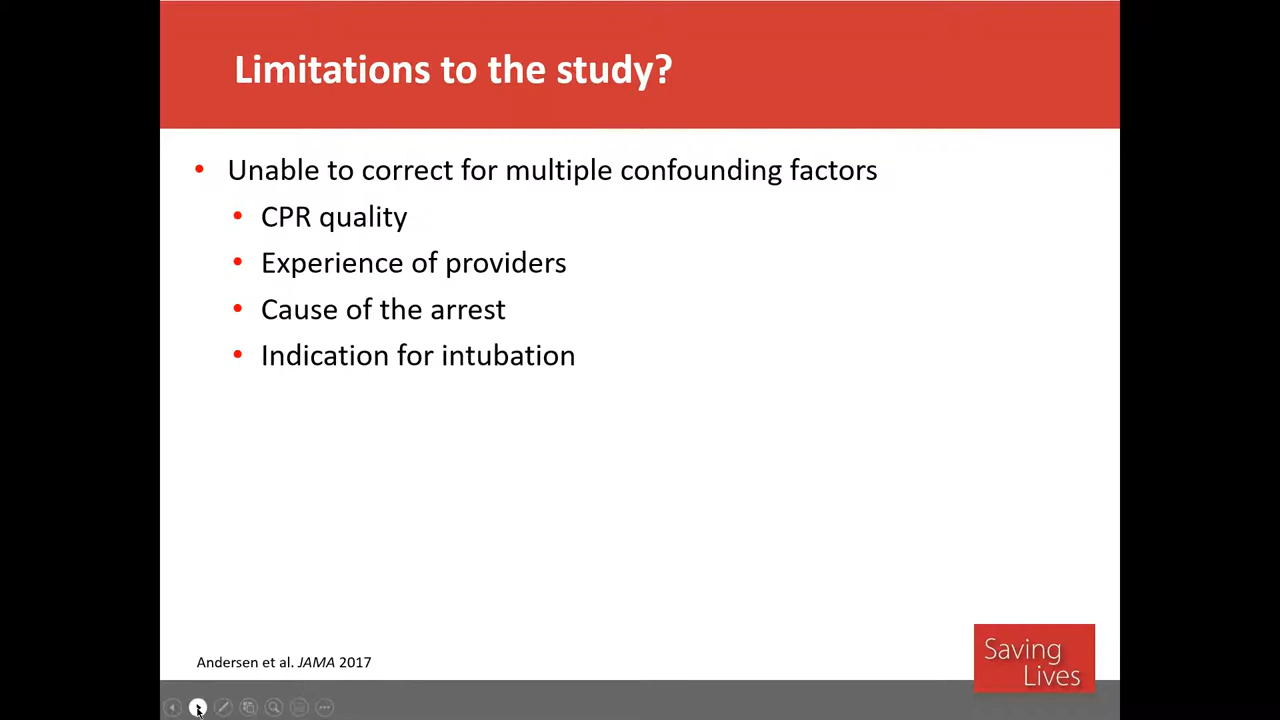 Limitations to the study?
• Unable to correct for multiple confounding factors
• CPR quality
• Experience of providers
• Cause of the arrest
• Indication for intubation
Andersen et al. JAMA 2017
Saving
Lives